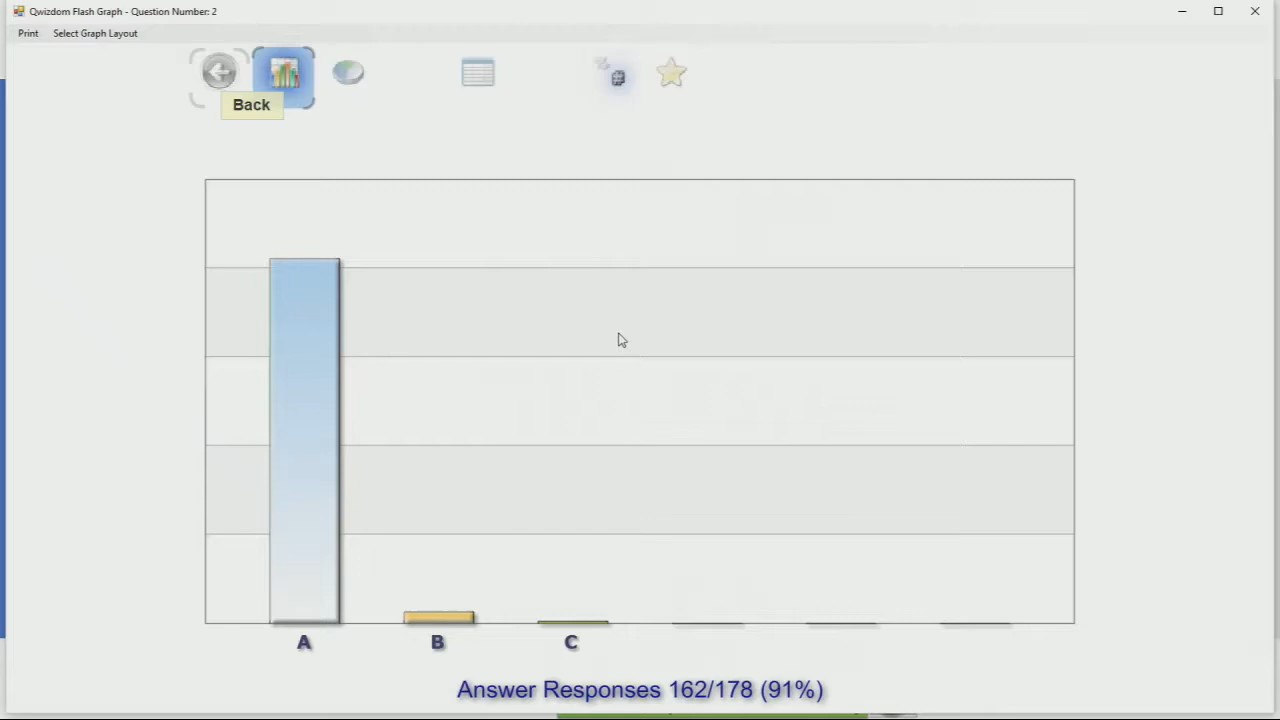 Qwizdom Flash Graph - Question Number: 2
Print Select Graph Layout
% #
Back
A B C
Answer Responses 162/178 (91%)